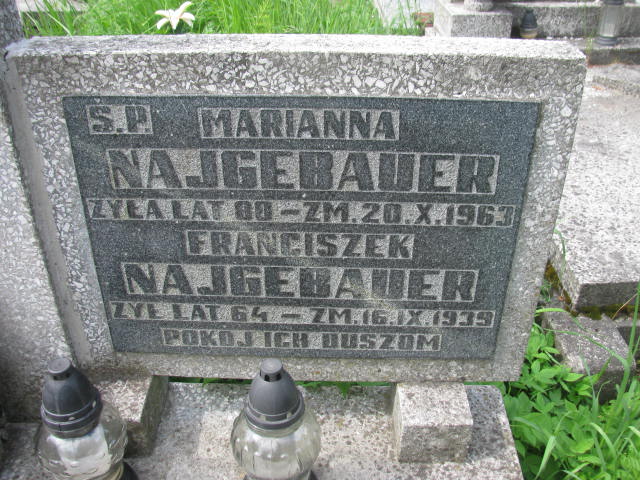 S.P. MARIANNA
NAJGEBAUER
ŻYŁA LAT 80 – ZM. 20.X.1963
FRANCISZEK
NAJGEBAUER
ŻYŁ LAT 64 – ZM. 16.IX.1939
POKÓJ ICH DUSZOM